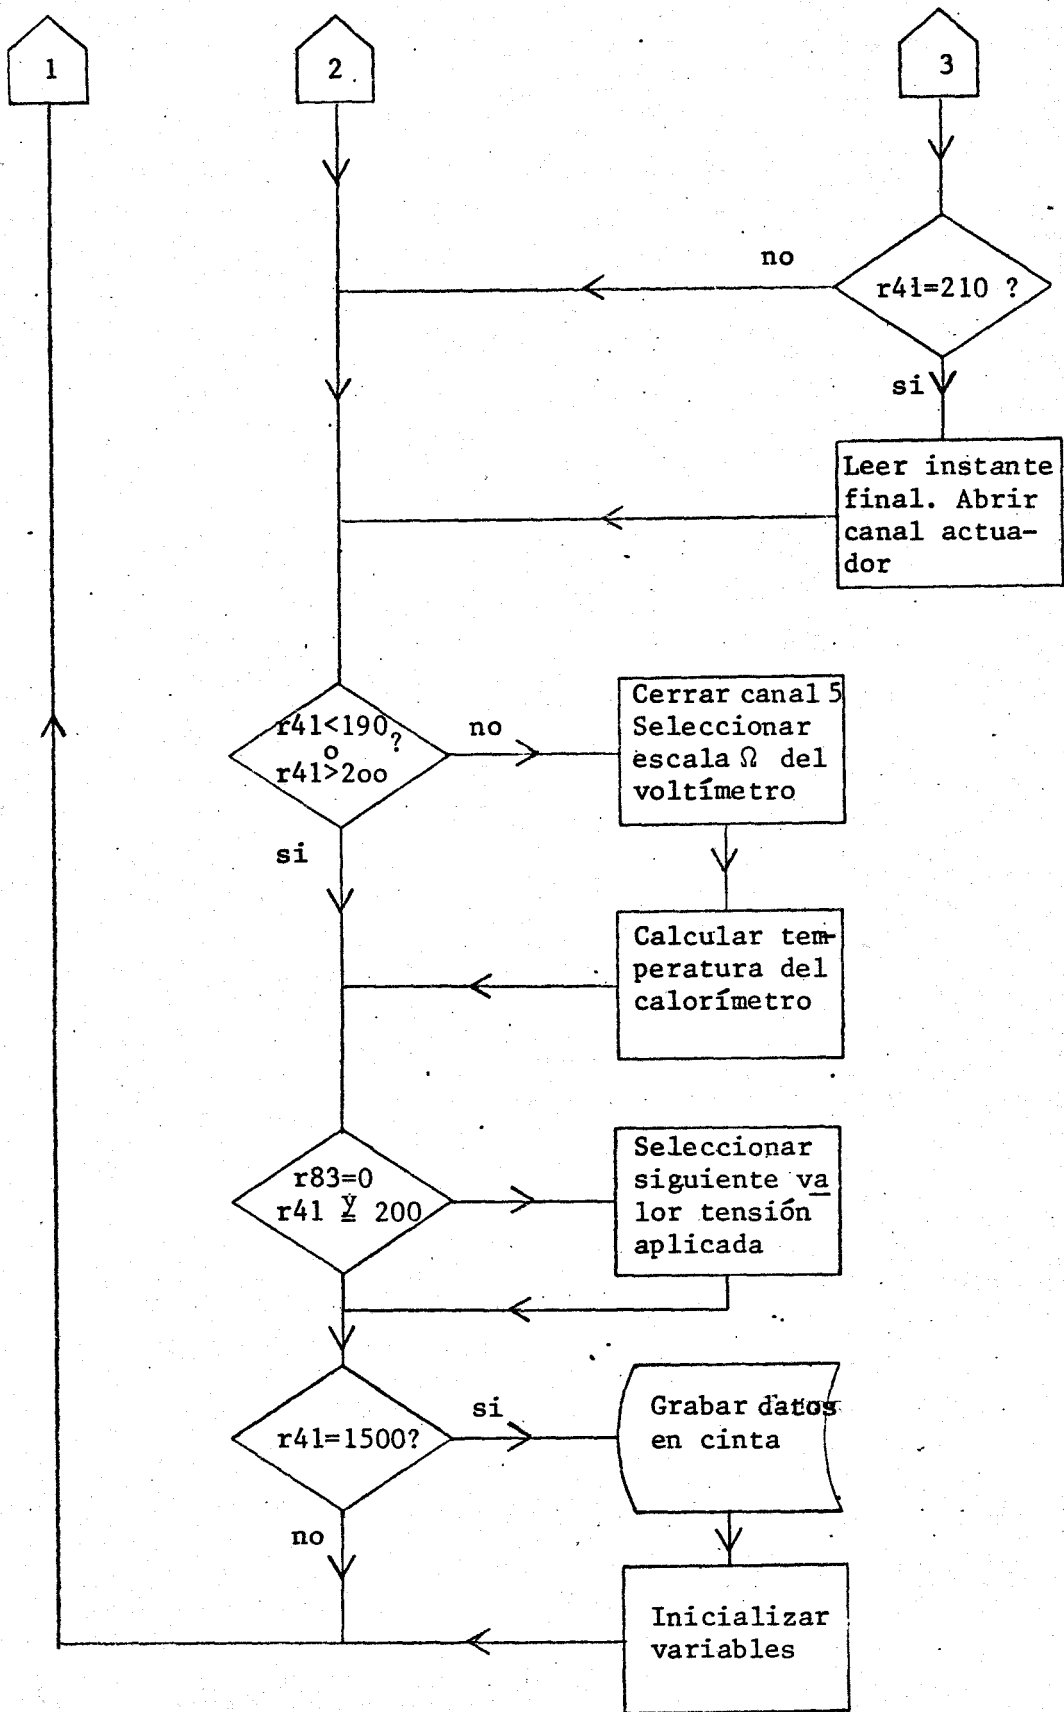 1
2
3
no
r41=210 ?
si
Leer instante
final. Abrir
canal actua-
dor
r41<190
o ?
r41>2oo
no
Cerrar canal 5
Seleccionar
escala Ω del
voltímetro
si
Calcular tem-
peratura del
calorímetro
r83=0
y
r41 ≥ 200
Seleccionar
siguiente va
lor tensión
aplicada
r41=1500?
si
Grabar datos
en cinta
no
Inicializar
variables